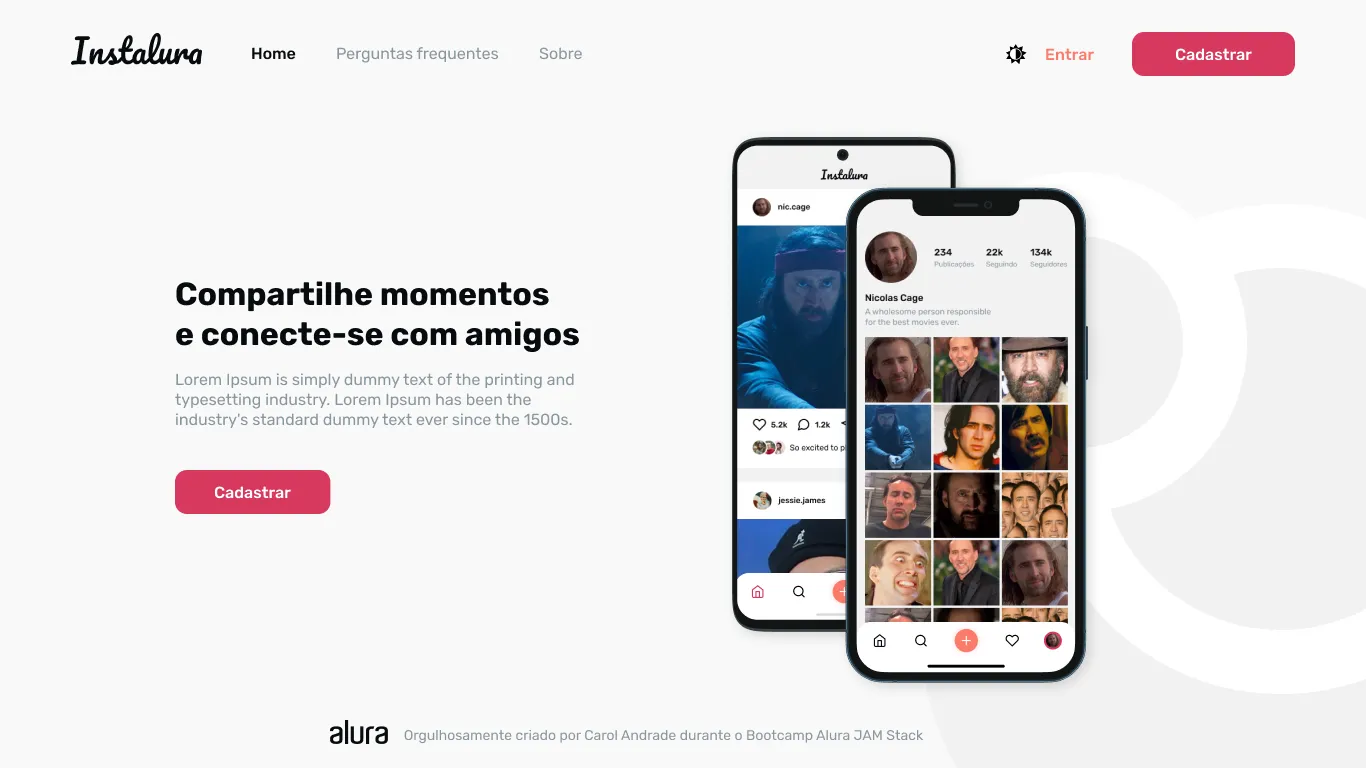 Instalura
Home
Perguntas frequentes
Sobre
Entrar
Cadastrar
Compartilhe momentos
e conecte-se com amigos
Lorem Ipsum is simply dummy text of the printing and
typesetting industry. Lorem Ipsum has been the
industry's standard dummy text ever since the 1500s.
Cadastrar
Instalura
nic.cage
5.2k
1.2k
So excited to
jessie.james
234
22k
134k
Publicações
Seguindo
Seguidores
Nicolas Cage
A wholesome person responsible
for the best movies ever.
alura
Orgulhosamente criado por Carol Andrade durante o Bootcamp Alura JAM Stack